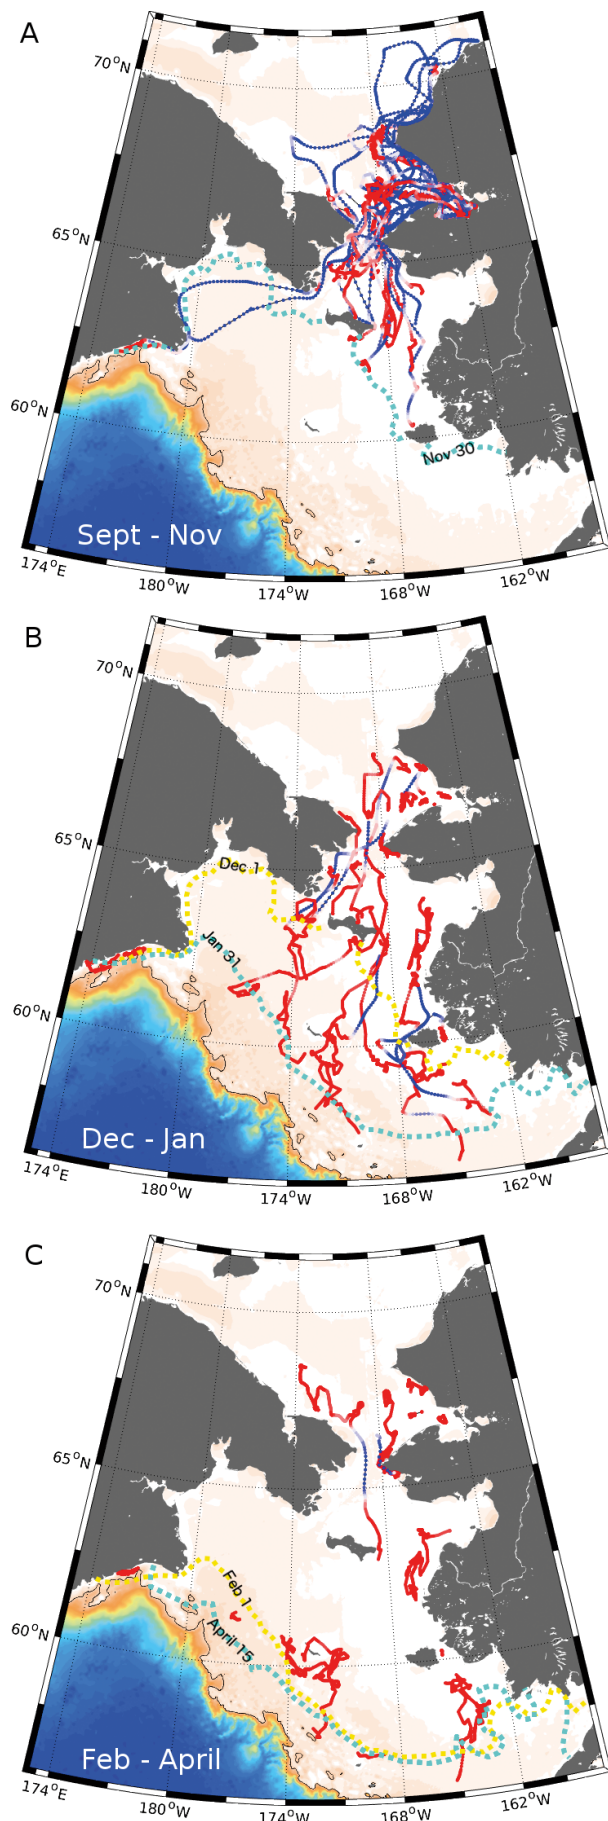 A
70°N
65°N
60°N
Nov 30
Sept - Nov
174°E
180°W
174°W
168°W
162°W
B
70°N
65°N
Dec 1
Jan 31
60°N
Dec - Jan
174°E
180°W
174°W
168°W
162°W
C
70°N
65°N
Feb 1
60°N
April 15
Feb - April
174°E
180°W
174°W
168°W
162°W